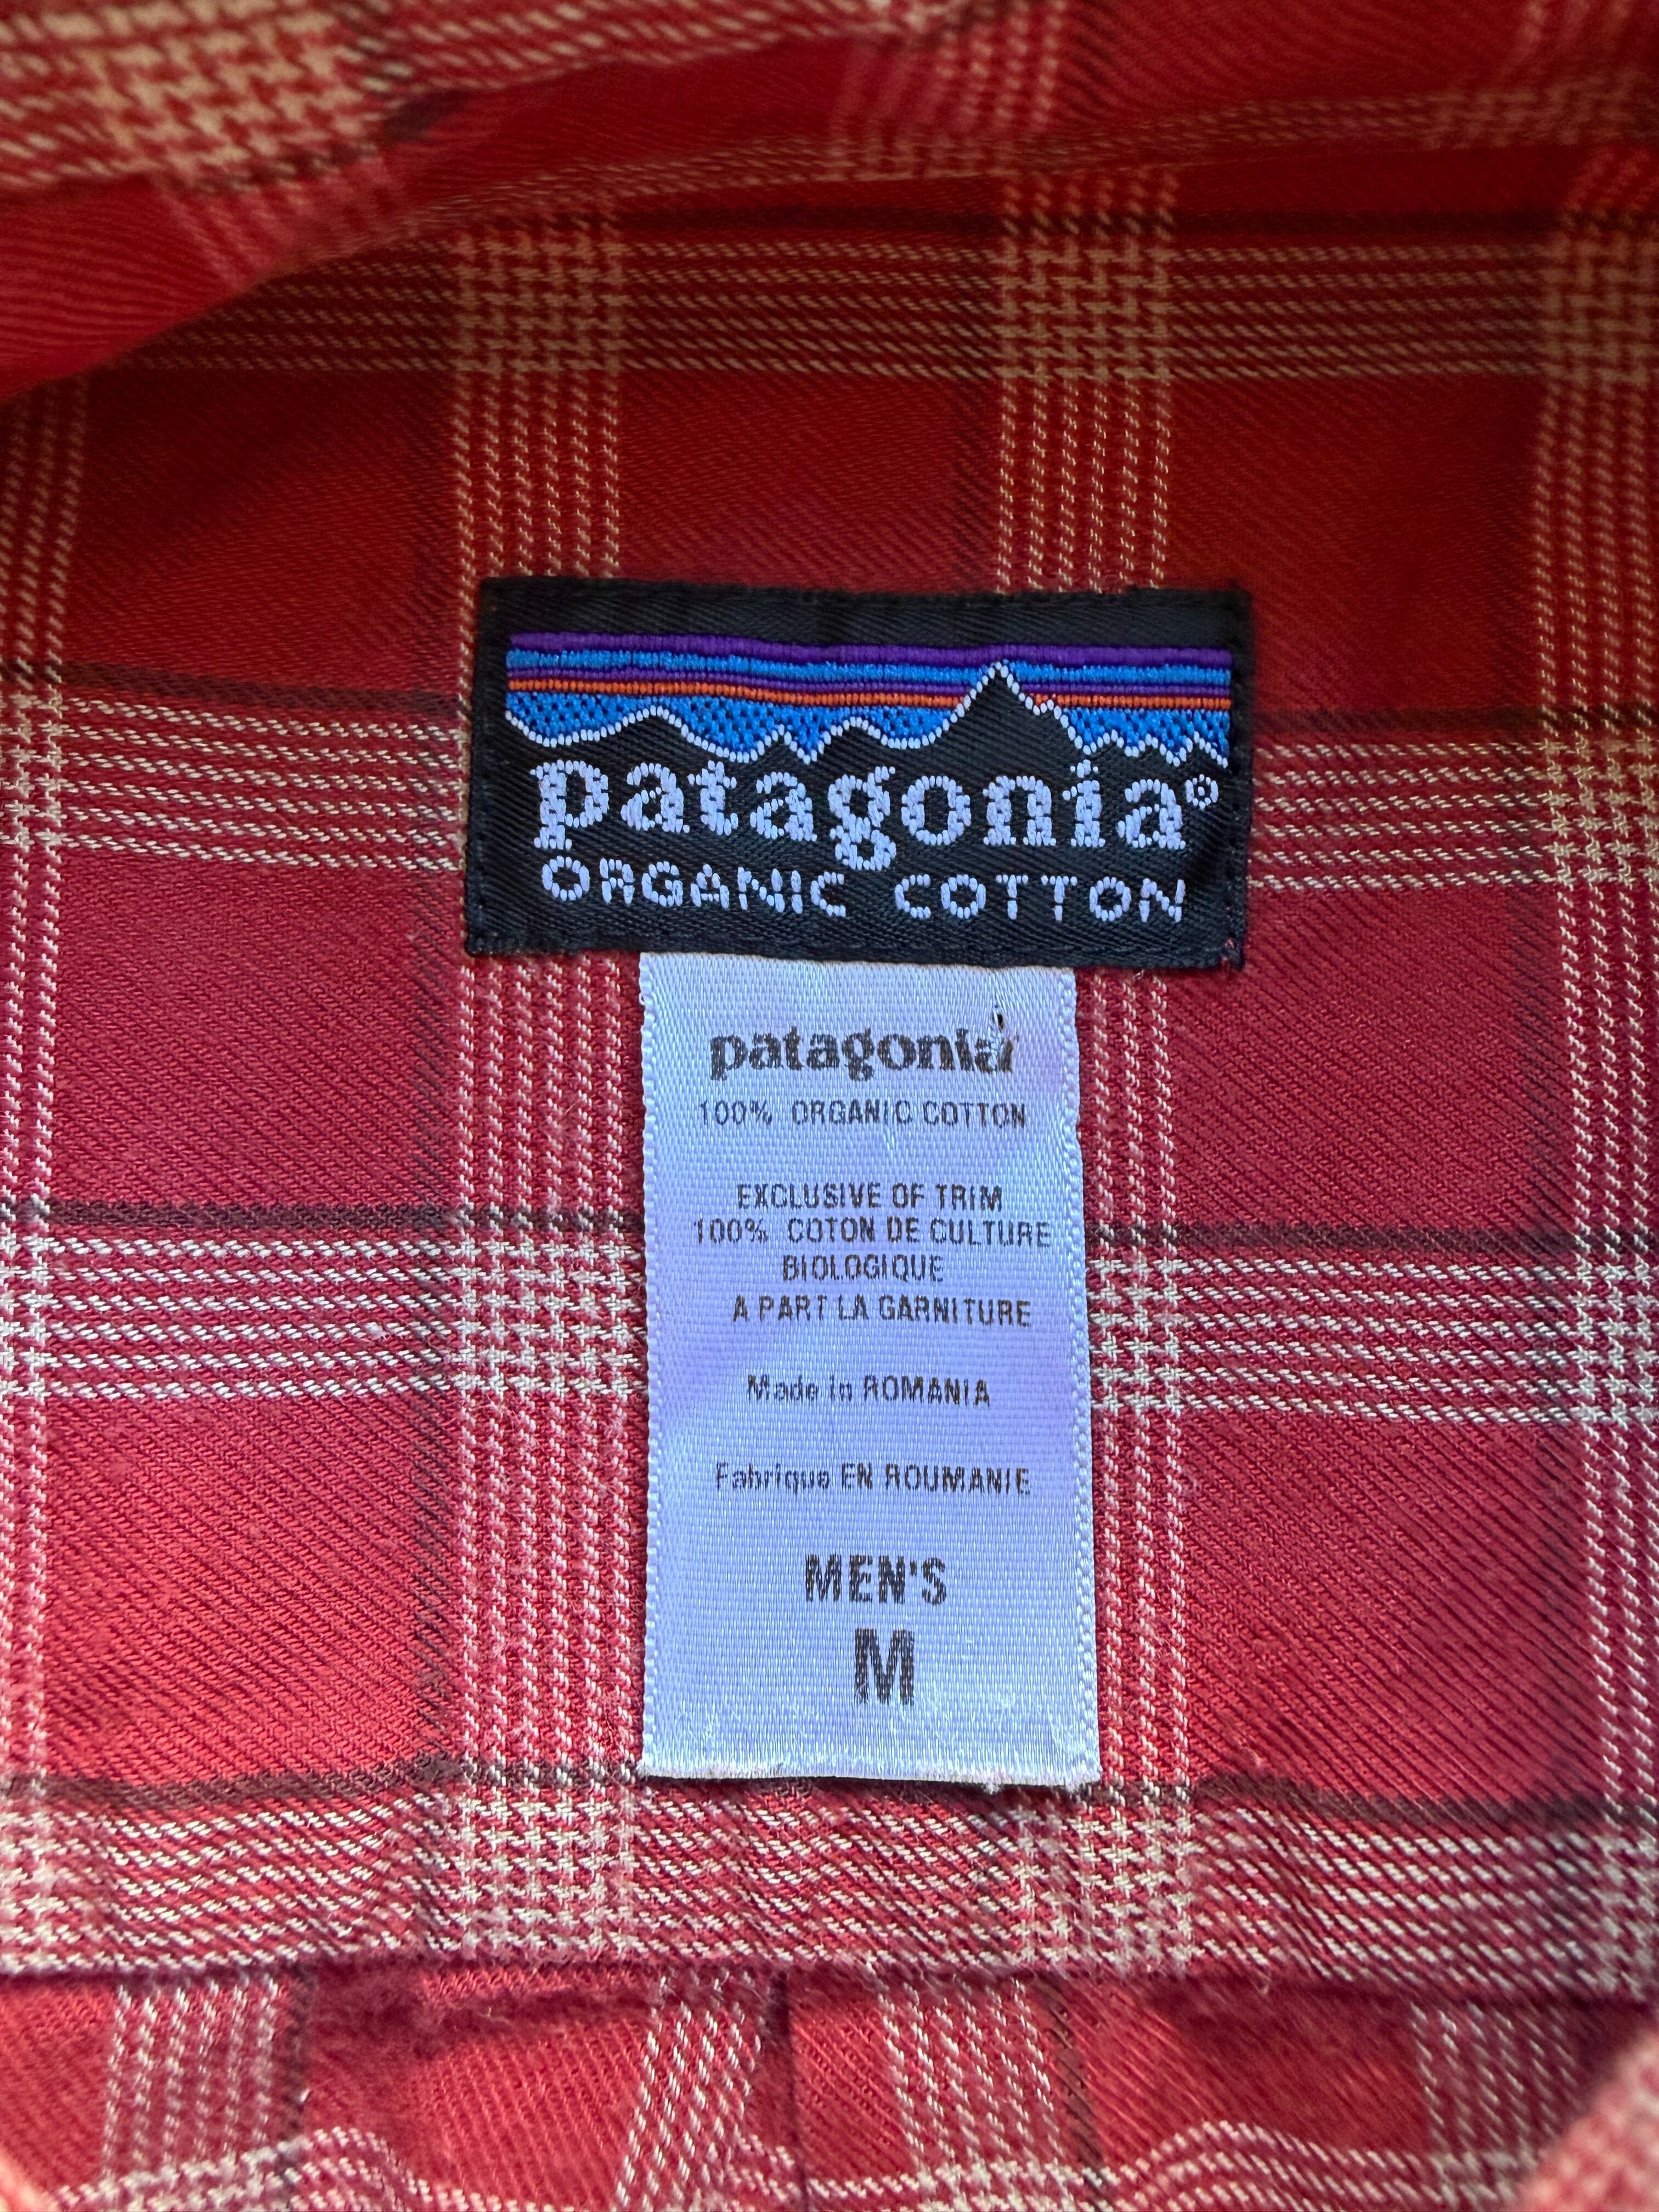 patagonia®
ORGANIC COTTON
patagonia
100% ORGANIC COTTON
EXCLUSIVE OF TRIM
100% COTON DE CULTURE
BIOLOGIQUE
A PART LA GARNITURE
Made in ROMANIA
Fabrique EN ROUMANIE
MEN'S
M